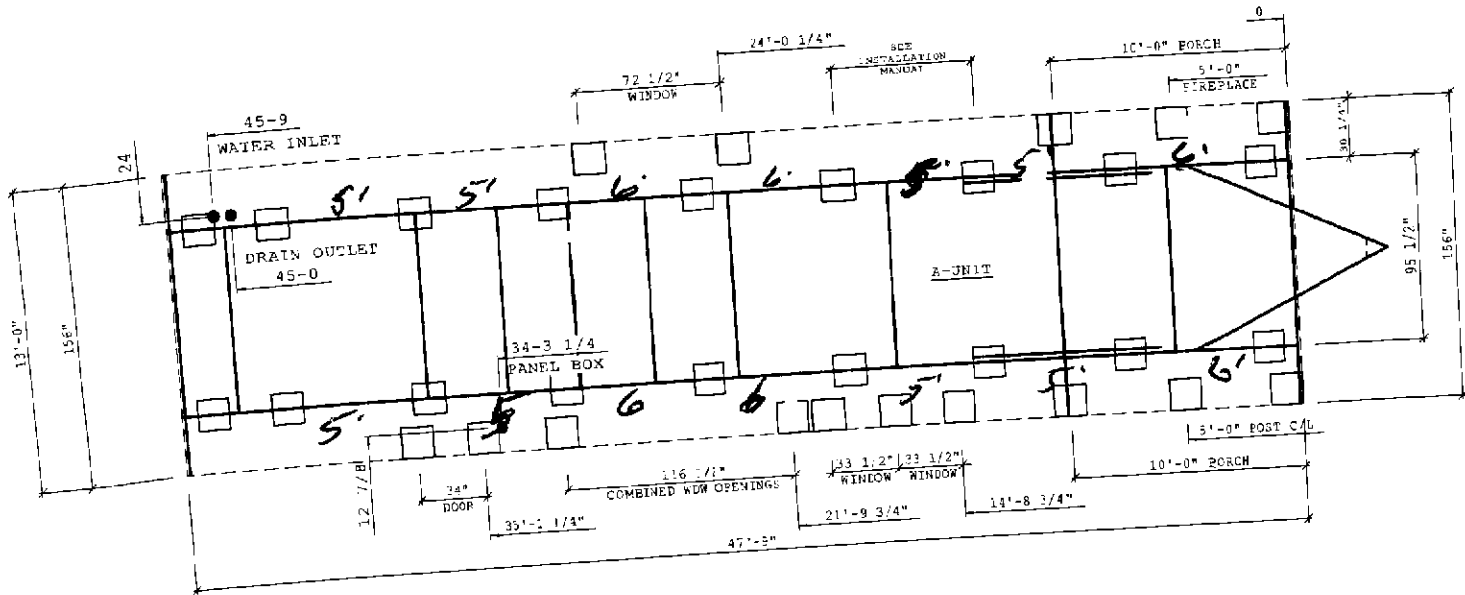 0
24'-0 1/4"
SEE
INSTALLATION
MANUAL
10'-0" PORCH
72 1/2"
WINDOW
5'-0"
FIREPLACE
45-9
WATER INLET
24
30 1/4"
5'
5'
6'
6'
5'
5'
6'
13'-0"
156"
DRAIN OUTLET
45-0
A-UNIT
95 1/2"
156"
34-3 1/4
PANEL BOX
5'
6
6
5'
5'
6'
12 7/8
34"
DOOR
COMBINED WDW OPENINGS
33 1/2"
WINDOW
33 1/2"
WINDOW
5'-0" POST C/L
10'-0" PORCH
35'-1 1/4"
21'-9 3/4"
14'-8 3/4"
47'-9"